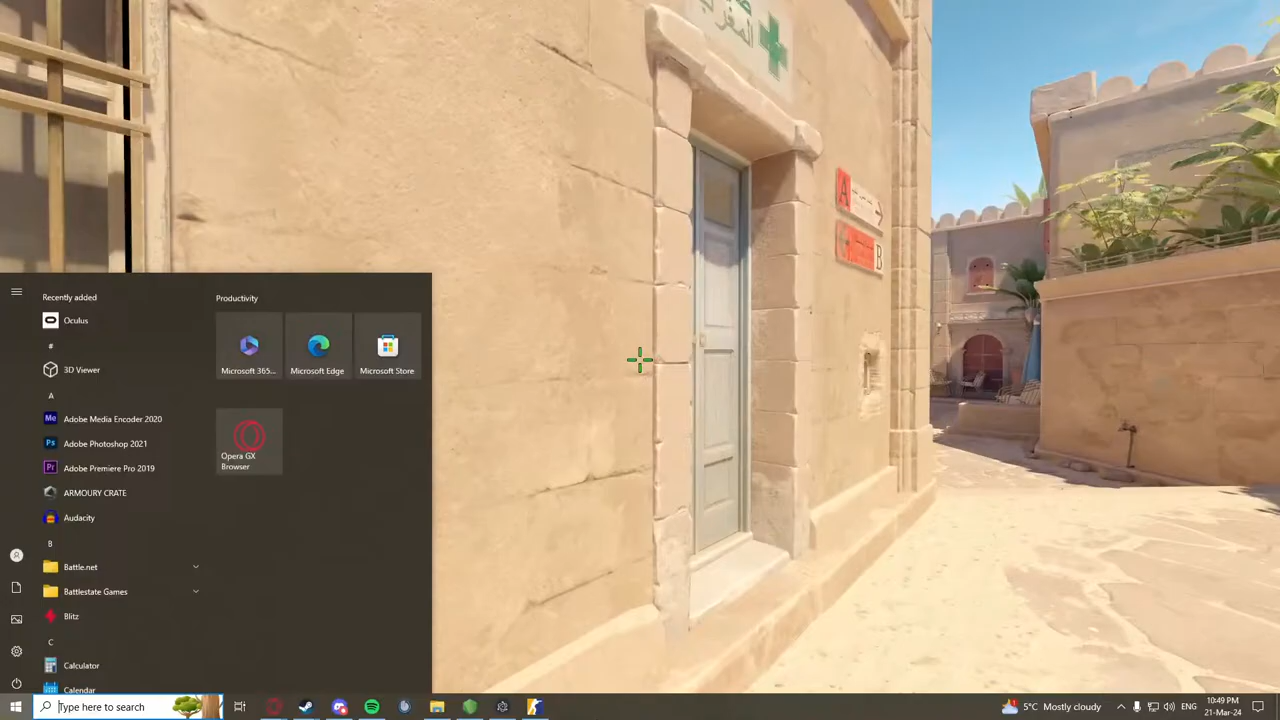 المغرب
A
B
Recently added
Productivity
Oculus
#
3D Viewer
A
Adobe Media Encoder 2020
Adobe Photoshop 2021
Adobe Premiere Pro 2019
ARMOURY CRATE
Audacity
B
Battle.net
Battlestate Games
Blitz
C
Calculator
Calendar
Microsoft 365...
Microsoft Edge
Microsoft Store
Opera GX
Browser
Type here to search
5°C Mostly cloudy
ENG
10:49 PM
21-Mar-24